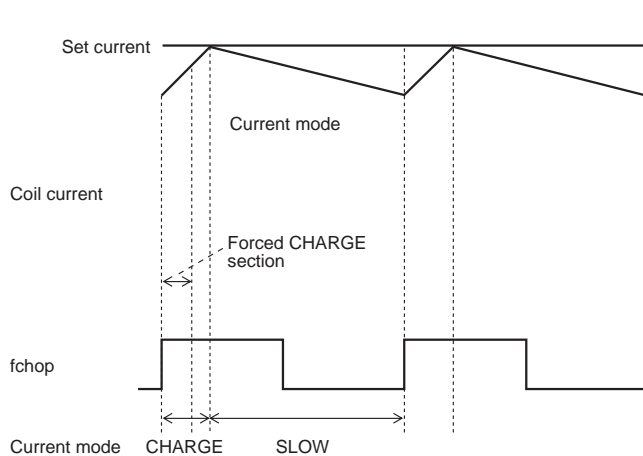 Set current
Current mode
Coil current
Forced CHARGE
section
fchop
Current mode CHARGE SLOW